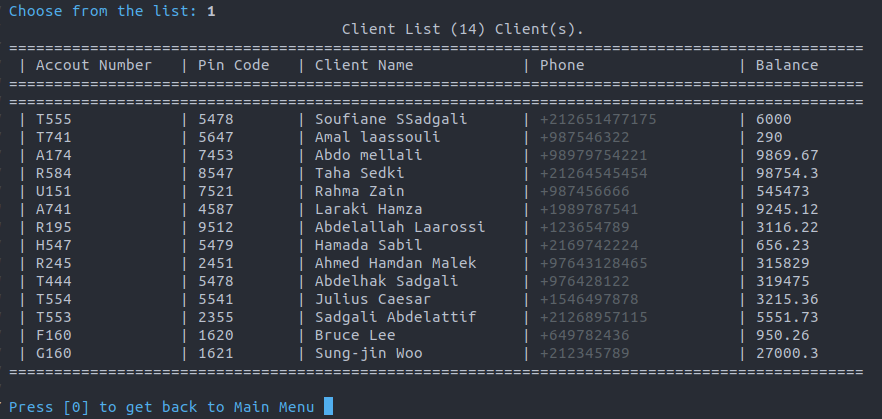 Choose from the list: 1
Client List (14) Client(s).
===============================================================================================
| Accout Number | Pin Code | Client Name | Phone | Balance
===============================================================================================
===============================================================================================
| T555 | 5478 | Soufiane SSadgali | +212651477175 | 6000
| T741 | 5647 | Amal laassouli | +987546322 | 290
| A174 | 7453 | Abdo mellali | +98979754221 | 9869.67
| R584 | 8547 | Taha Sedki | +21264545454 | 98754.3
| U151 | 7521 | Rahma Zain | +987456666 | 545473
| A741 | 4587 | Laraki Hamza | +1989787541 | 9245.12
| R195 | 9512 | Abdelallah Laarossi | +123654789 | 3116.22
| H547 | 5479 | Hamada Sabil | +2169742224 | 656.23
| R245 | 2451 | Ahmed Hamdan Malek | +97643128465 | 315829
| T444 | 5478 | Abdelhak Sadgali | +976428122 | 319475
| T554 | 5541 | Julius Caesar | +1546497878 | 3215.36
| T553 | 2355 | Sadgali Abdelattif | +21268957115 | 5551.73
| F160 | 1620 | Bruce Lee | +649782436 | 950.26
| G160 | 1621 | Sung-jin Woo | +212345789 | 27000.3
===============================================================================================
Press [0] to get back to Main Menu